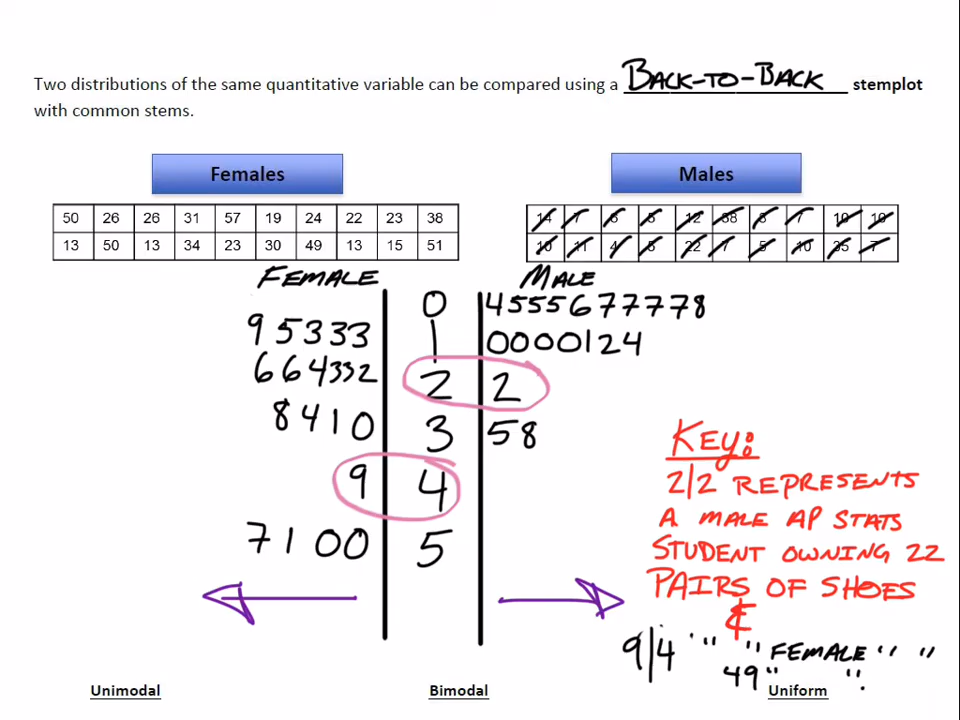 Two distributions of the same quantitative variable can be compared using a BACK-TO-BACK stemplot
with common stems.
Females
Males
50 26 26 31 57 19 24 22 23 38
13 50 13 34 23 30 49 13 15 51
14 7 6 5 12 38 8 7 10 10
10 11 4 5 22 7 5 10 35 7
FEMALE MALE
0 4555677778
95333 1 0000124
664332 2 2
8410 3 58
9 4
7100 5
KEY:
2/2 REPRESENTS
A MALE AP STATS
STUDENT OWNING 22
PAIRS OF SHOES
&
9/4 " " FEMALE " "
49 " ".
Unimodal
Bimodal
Uniform